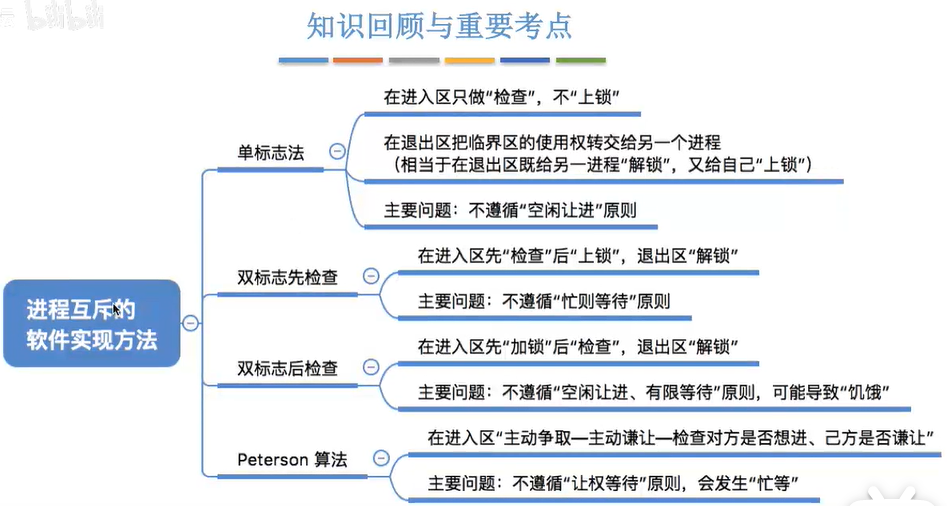 bilibili
知识回顾与重要考点
在进入区只做“检查”，不“上锁”
单标志法
在退出区把临界区的使用权转交给另一个进程
（相当于在退出区既给另一进程“解锁”，又给自己“上锁”）
主要问题：不遵循“空闲让进”原则
在进入区先“检查”后“上锁”，退出区“解锁”
双标志先检查
主要问题：不遵循“忙则等待”原则
进程互斥的
软件实现方法
在进入区先“加锁”后“检查”，退出区“解锁”
双标志后检查
主要问题：不遵循“空闲让进、有限等待”原则，可能导致“饥饿”
在进入区“主动争取—主动谦让—检查对方是否想进、己方是否谦让”
Peterson 算法
主要问题：不遵循“让权等待”原则，会发生“忙等”